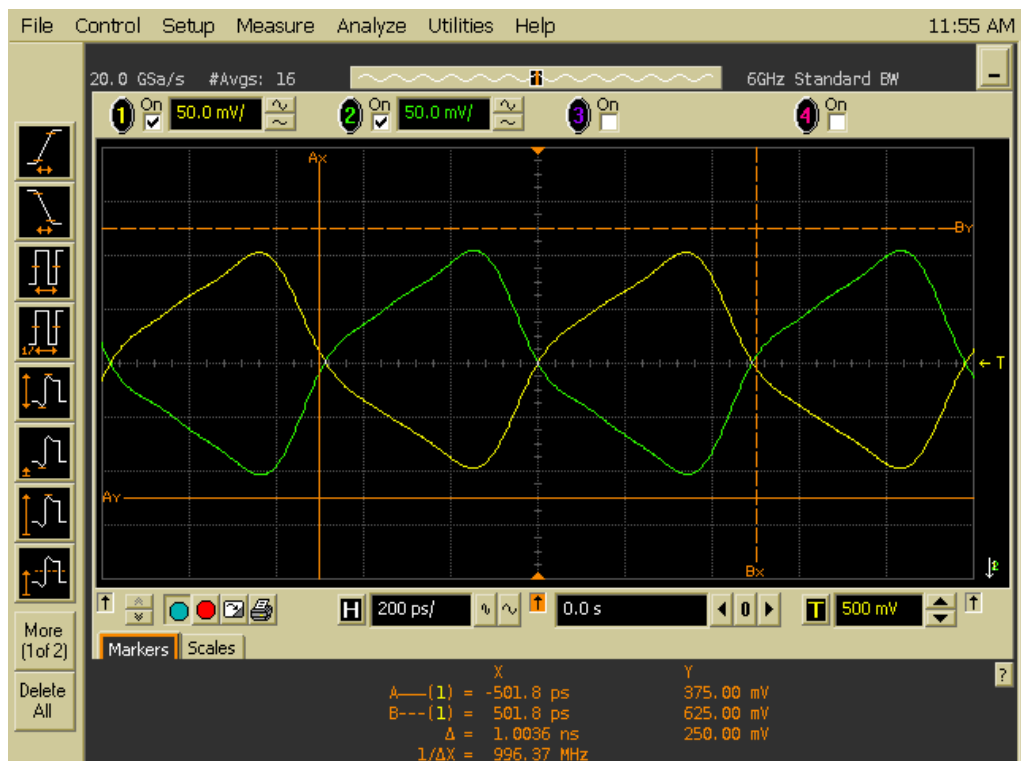 File Control Setup Measure Analyze Utilities Help 11:55 AM
20.0 GSa/s #Avgs: 16 6GHz Standard BW
1 On 50.0 mV/ 2 On 50.0 mV/ 3 On 4 On
Ax
By
T
Ay
Bx
2
1/
H 200 ps/ 0.0 s 0 T 500 mV
More
(1of 2)
Delete
All
Markers Scales
?
X Y
A——(1) = -501.8 ps 375.00 mV
B---(1) = 501.8 ps 625.00 mV
Δ = 1.0036 ns 250.00 mV
1/ΔX = 996.37 MHz